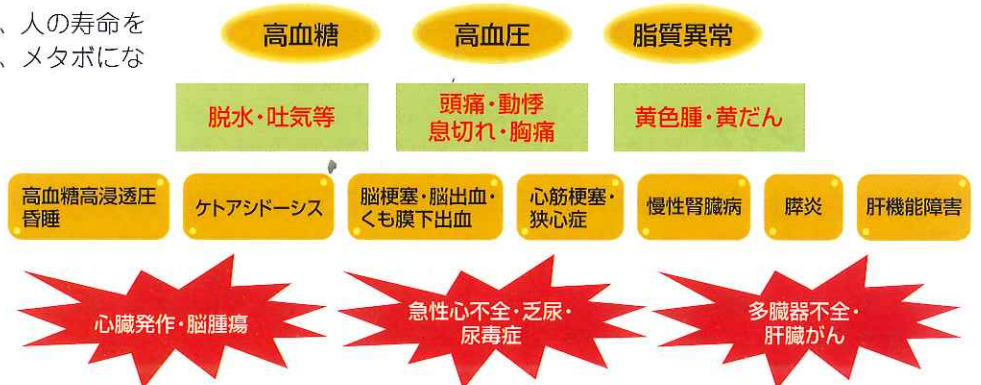 、人の寿命を
、メタボにな
高血糖
高血圧
脂質異常
脱水・吐気等
頭痛・動悸
息切れ・胸痛
黄色腫・黄だん
高血糖高浸透圧
昏睡
ケトアシドーシス
脳梗塞・脳出血・
くも膜下出血
心筋梗塞・
狭心症
慢性腎臓病
膵炎
肝機能障害
心臓発作・脳腫瘍
急性心不全・乏尿・
尿毒症
多臓器不全・
肝臓がん